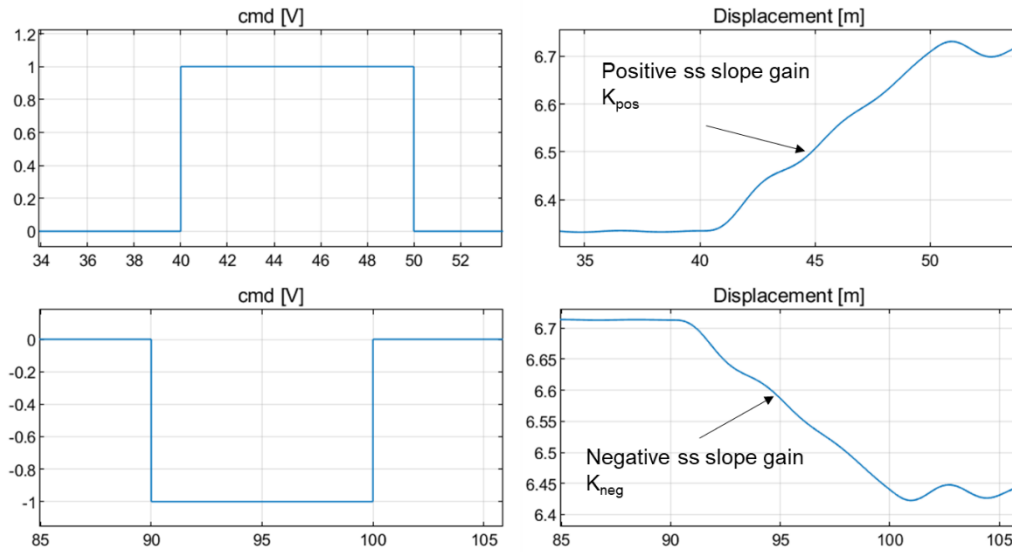 cmd [V]
1.2
1
0.8
0.6
0.4
0.2
0
34 36 38 40 42 44 46 48 50 52
Displacement [m]
6.7
6.6
6.5
6.4
35 40 45 50
Positive ss slope gain
Kpos
cmd [V]
0
-0.2
-0.4
-0.6
-0.8
-1
85 90 95 100 105
Displacement [m]
6.7
6.65
6.6
6.55
6.5
6.45
6.4
85 90 95 100 105
Negative ss slope gain
Kneg